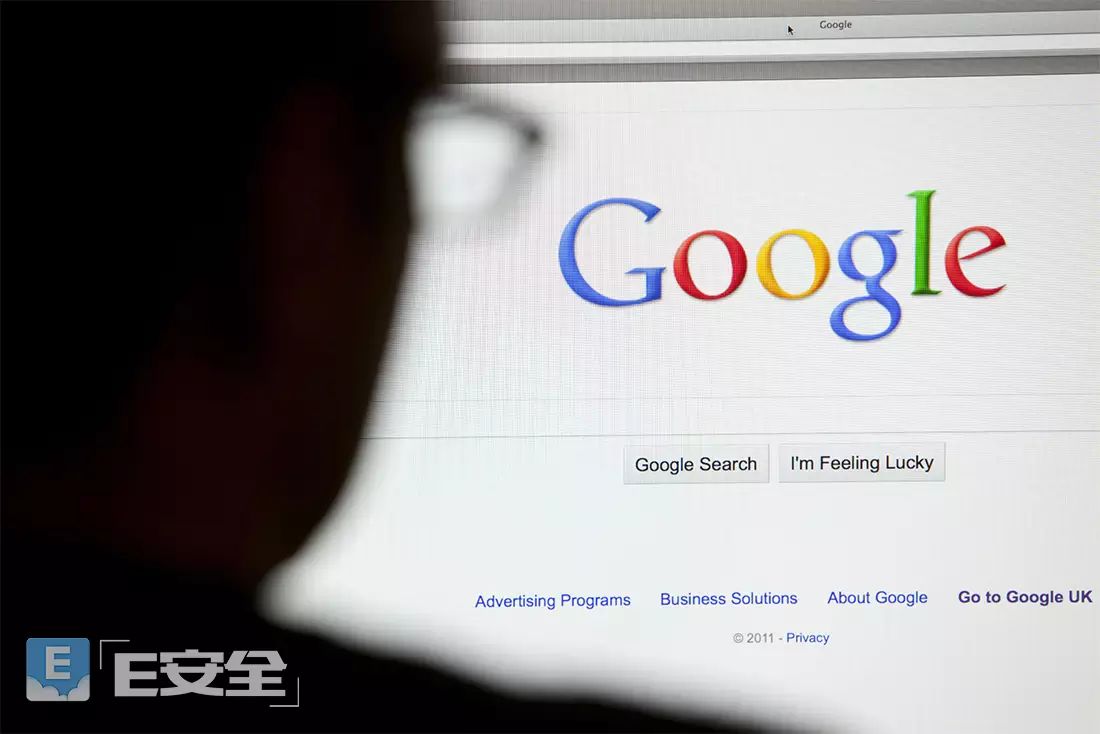 Google
Google
Google Search
I'm Feeling Lucky
Advertising Programs Business Solutions About Google Go to Google UK
© 2011 - Privacy
E「E安全」